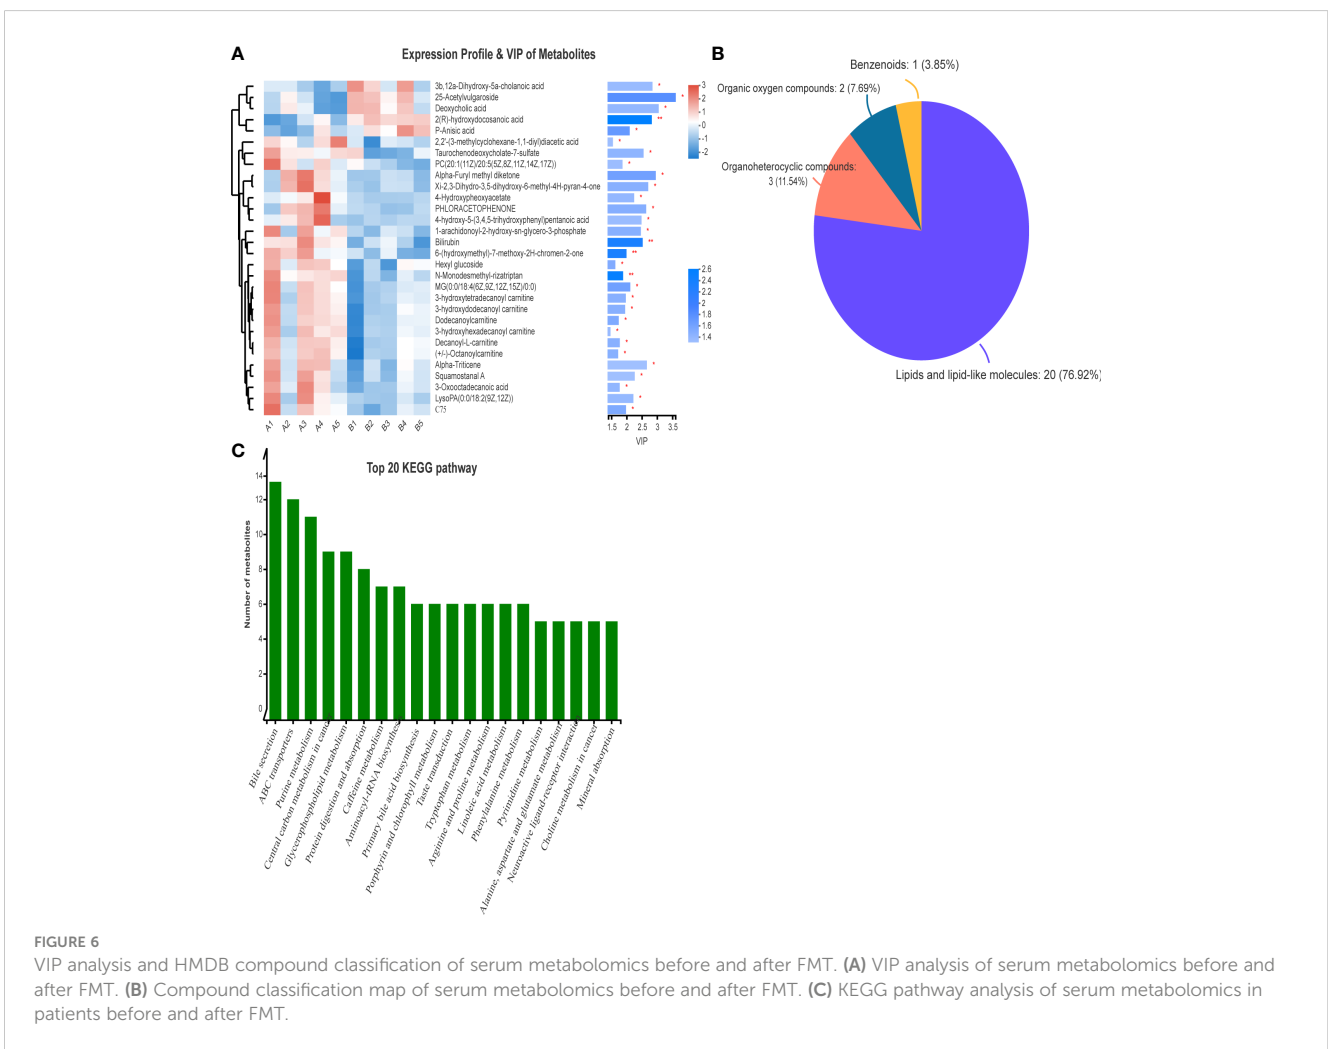 A
Expression Profile & VIP of Metabolites
3b,12a-Dihydroxy-5a-cholanoic acid
25-Acetylvulgaroside
Deoxycholic acid
2(R)-hydroxydocosanoic acid
P-Anisic acid
2,2'-(3-methylcyclohexane-1,1-diyl)diacetic acid
Taurochenodeoxycholate-7-sulfate
PC(20:1(11Z)/20:5(5Z,8Z,11Z,14Z,17Z))
Alpha-Furyl methyl diketone
Xi-2,3-Dihydro-3,5-dihydroxy-6-methyl-4H-pyran-4-one
4-Hydroxypheoxyacetate
PHLORACETOPHENONE
4-hydroxy-5-(3,4,5-trihydroxyphenyl)pentanoic acid
1-arachidonoyl-2-hydroxy-sn-glycero-3-phosphate
Bilirubin
6-(hydroxymethyl)-7-methoxy-2H-chromen-2-one
Hexyl glucoside
N-Monodesmethyl-rizatriptan
MG(0:0/18:4(6Z,9Z,12Z,15Z)/0:0)
3-hydroxytetradecanoyl carnitine
3-hydroxydodecanoyl carnitine
Dodecanoylcarnitine
3-hydroxyhexadecanoyl carnitine
Decanoyl-L-carnitine
(+/-)-Octanoylcarnitine
Alpha-Triticene
Squamostanal A
3-Oxooctadecanoic acid
LysoPA(0:0/18:2(9Z,12Z))
C75
A1 A2 A3 A4 A5 B1 B2 B3 B4 B5
1.5 2 2.5 3 3.5
VIP
3
2
1
0
-1
-2
2.6
2.4
2.2
2
1.8
1.6
1.4
B
Benzenoids: 1 (3.85%)
Organic oxygen compounds: 2 (7.69%)
Organoheterocyclic compounds:
3 (11.54%)
Lipids and lipid-like molecules: 20 (76.92%)
C
Top 20 KEGG pathway
Number of metabolites
14
12
10
8
6
4
2
0
Bile secretion
ABC transporters
Purine metabolism
Central carbon metabolism in cancer
Glycerophospholipid metabolism
Protein digestion and absorption
Caffeine metabolism
Aminoacyl-tRNA biosynthesis
Primary bile acid biosynthesis
Porphyrin and chlorophyll metabolism
Taste transduction
Tryptophan metabolism
Arginine and proline metabolism
Linoleic acid metabolism
Phenylalanine metabolism
Pyrimidine metabolism
Alanine, aspartate and glutamate metabolism
Neuroactive ligand-receptor interaction
Choline metabolism in cancer
Mineral absorption
FIGURE 6
VIP analysis and HMDB compound classification of serum metabolomics before and after FMT. (A) VIP analysis of serum metabolomics before and
after FMT. (B) Compound classification map of serum metabolomics before and after FMT. (C) KEGG pathway analysis of serum metabolomics in
patients before and after FMT.